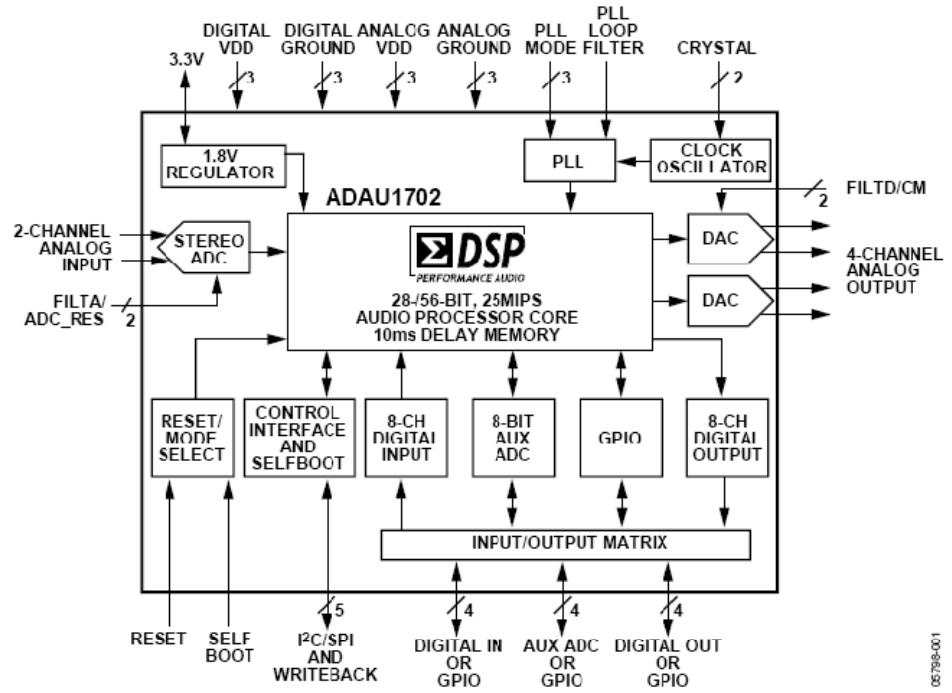 DIGITAL VDD
DIGITAL GROUND
ANALOG VDD
ANALOG GROUND
PLL MODE
PLL LOOP FILTER
CRYSTAL
3.3V
3
3
3
3
3
2
1.8V
REGULATOR
PLL
CLOCK
OSCILLATOR
ADAU1702
FILTD/CM
2
2-CHANNEL
ANALOG
INPUT
STEREO
ADC
Σ DSP
PERFORMANCE AUDIO
28-/56-BIT, 25MIPS
AUDIO PROCESSOR CORE
10ms DELAY MEMORY
DAC
DAC
4-CHANNEL
ANALOG
OUTPUT
FILTA/
ADC_RES
2
RESET/
MODE
SELECT
CONTROL
INTERFACE
AND
SELFBOOT
8-CH
DIGITAL
INPUT
8-BIT
AUX
ADC
GPIO
8-CH
DIGITAL
OUTPUT
INPUT/OUTPUT MATRIX
5
4
4
4
RESET
SELF
BOOT
I²C/SPI
AND
WRITEBACK
DIGITAL IN
OR
GPIO
AUX ADC
OR
GPIO
DIGITAL OUT
OR
GPIO
05798-001